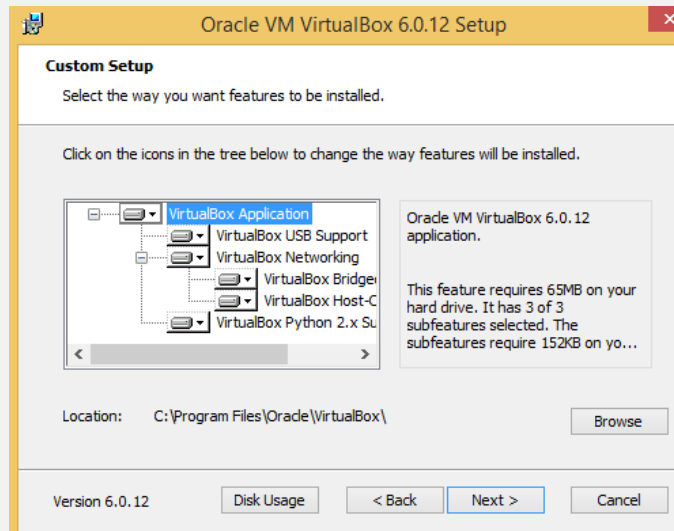 Oracle VM VirtualBox 6.0.12 Setup
Custom Setup
Select the way you want features to be installed.
Click on the icons in the tree below to change the way features will be installed.
VirtualBox Application
VirtualBox USB Support
VirtualBox Networking
VirtualBox Bridge
VirtualBox Host-
VirtualBox Python 2.x Su
Oracle VM VirtualBox 6.0.12
application.
This feature requires 65MB on your
hard drive. It has 3 of 3
subfeatures selected. The
subfeatures require 152KB on yo...
Location: C:\Program Files\Oracle\VirtualBox\
Browse
Version 6.0.12
Disk Usage
< Back
Next >
Cancel